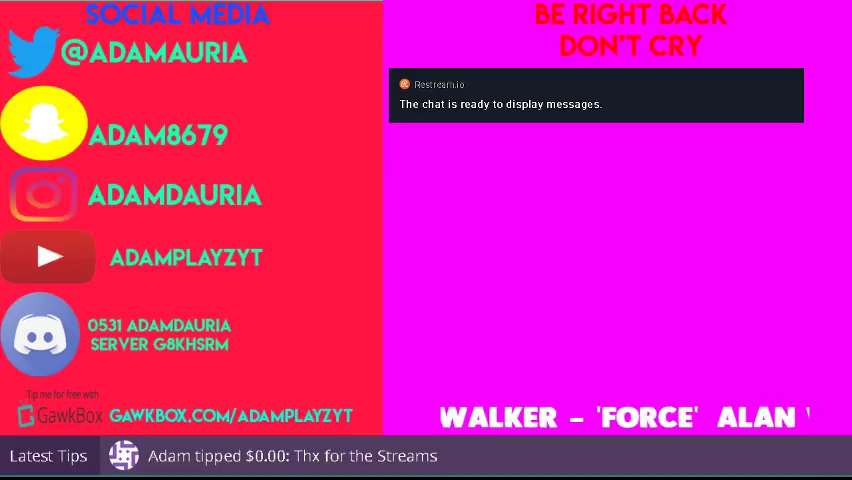 SOCIAL MEDIA
@ADAMAURIA
ADAM8679
ADAMDAURIA
ADAMPLAYZYT
0531 ADAMDAURIA
SERVER G8KHSRM
Tip me for free with
GawkBox
GAWKBOX.COM/ADAMPLAYZYT
BE RIGHT BACK
DON'T CRY
Restream.io
The chat is ready to display messages.
WALKER – 'FORCE' ALAN
Latest Tips
Adam tipped $0.00: Thx for the Streams